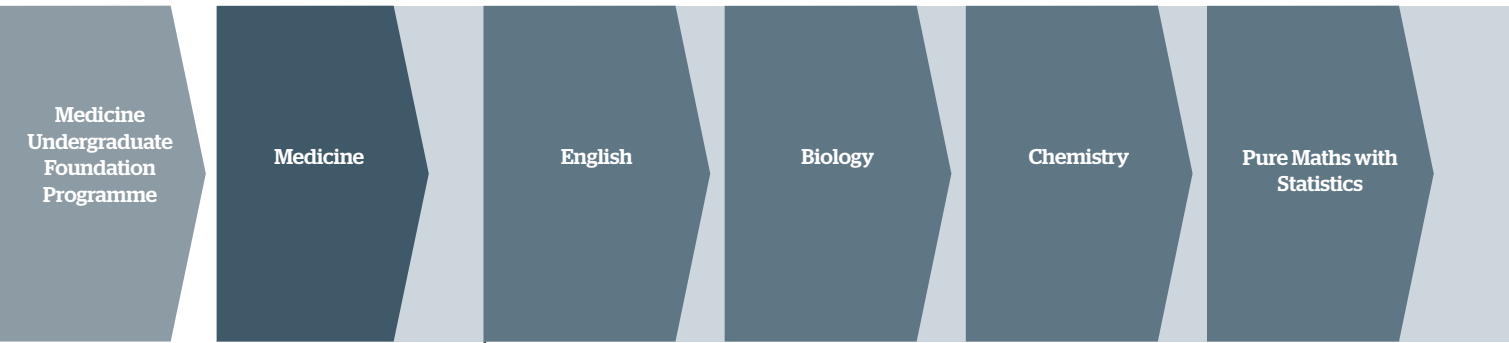 Medicine
Undergraduate
Foundation
Programme
Medicine
English
Biology
Chemistry
Pure Maths with
Statistics